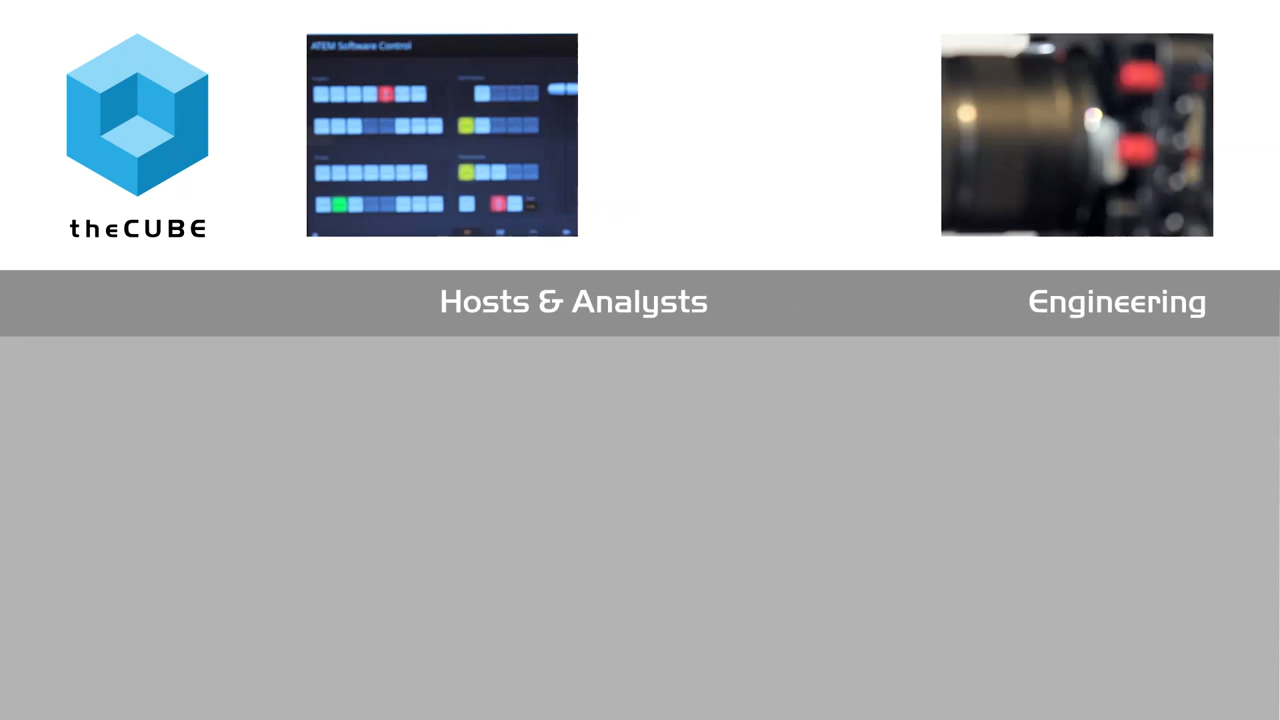 theCUBE
ATEM Software Control
Hosts & Analysts
Engineering